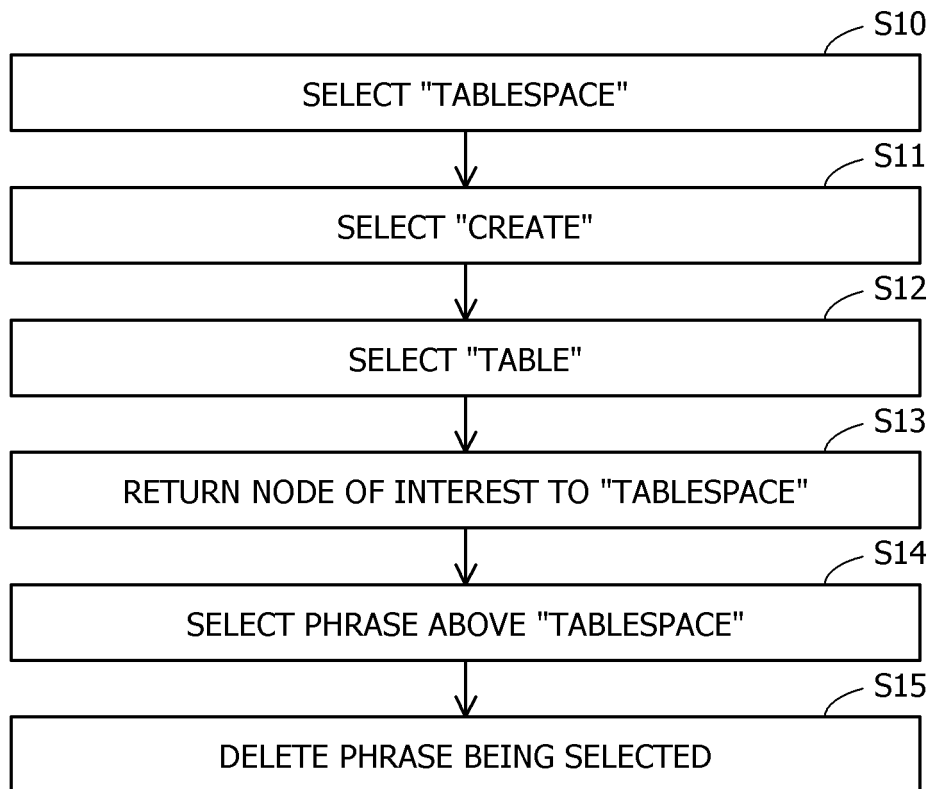 S10
SELECT "TABLESPACE"
S11
SELECT "CREATE"
S12
SELECT "TABLE"
S13
RETURN NODE OF INTEREST TO "TABLESPACE"
S14
SELECT PHRASE ABOVE "TABLESPACE"
S15
DELETE PHRASE BEING SELECTED